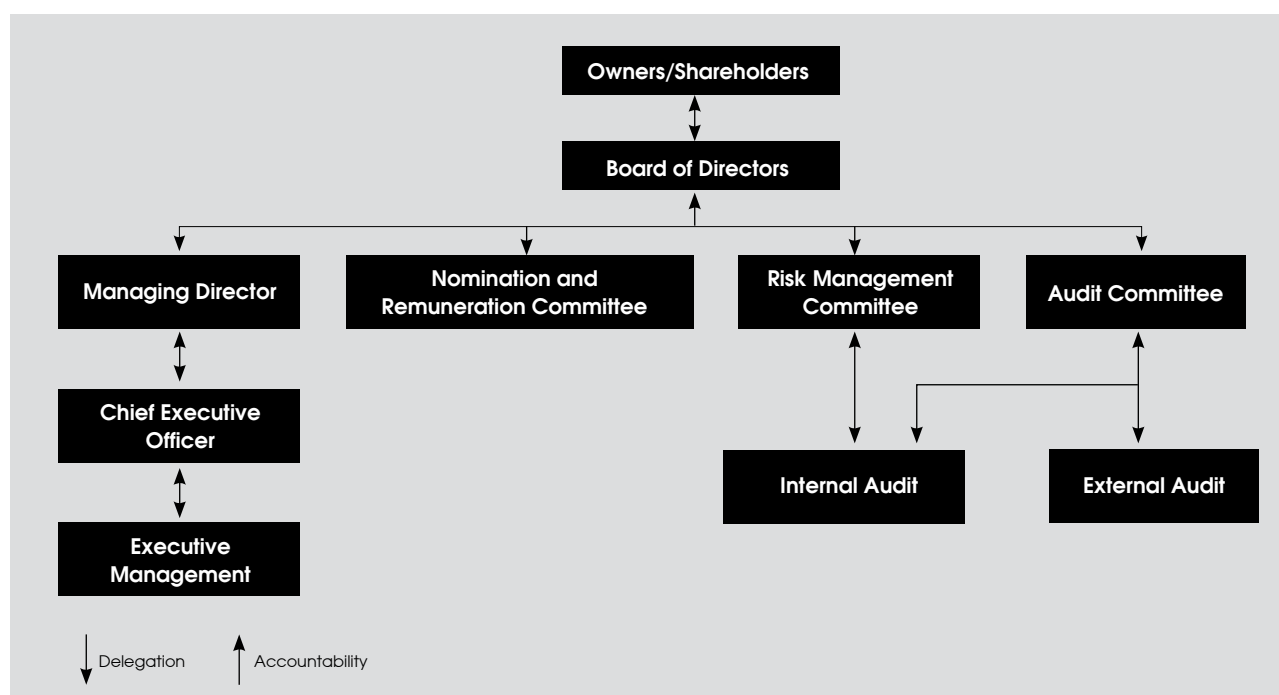 Owners/Shareholders
Board of Directors
Managing Director
Nomination and
Remuneration Committee
Risk Management
Committee
Audit Committee
Chief Executive
Officer
Internal Audit
External Audit
Executive
Management
Delegation
Accountability